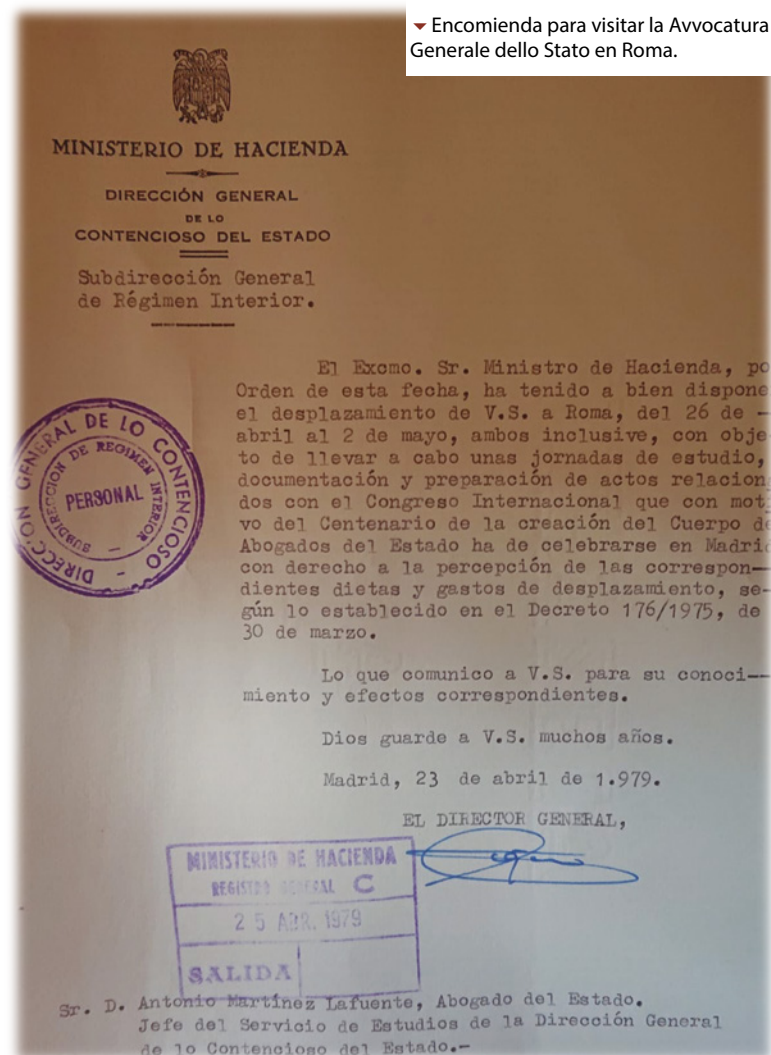 Encomienda para visitar la Avvocatura
Generale dello Stato en Roma.
MINISTERIO DE HACIENDA
DIRECCIÓN GENERAL
DE LO
CONTENCIOSO DEL ESTADO
Subdirección General
de Régimen Interior.
El Excmo. Sr. Ministro de Hacienda, po
Orden de esta fecha, ha tenido a bien dispone
el desplazamiento de V.S. a Roma, del 26 de -
abril al 2 de mayo, ambos inclusive, con obje
to de llevar a cabo unas jornadas de estudio,
documentación y preparación de actos relacion
dos con el Congreso Internacional que con mot
vo del Centenario de la creación del Cuerpo de
Abogados del Estado ha de celebrarse en Madrid
con derecho a la percepción de las correspon—
dientes dietas y gastos de desplazamiento, se-
gún lo establecido en el Decreto 176/1975, de
30 de marzo.
DIRECCION GENERAL DE LO CONTENCIOSO
SUBDIRECCION DE REGIMEN INTERIOR
PERSONAL
Lo que comunico a V.S. para su conoci--
miento y efectos correspondientes.
Dios guarde a V.S. muchos años.
Madrid, 23 de abril de 1.979.
EL DIRECTOR GENERAL,
MINISTERIO DE HACIENDA
REGISTRO GENERAL C
25 ABR. 1979
SALIDA
Sr. D. Antonio Martínez Lafuente, Abogado del Estado.
Jefe del Servicio de Estudios de la Dirección General
de lo Contencioso del Estado.-